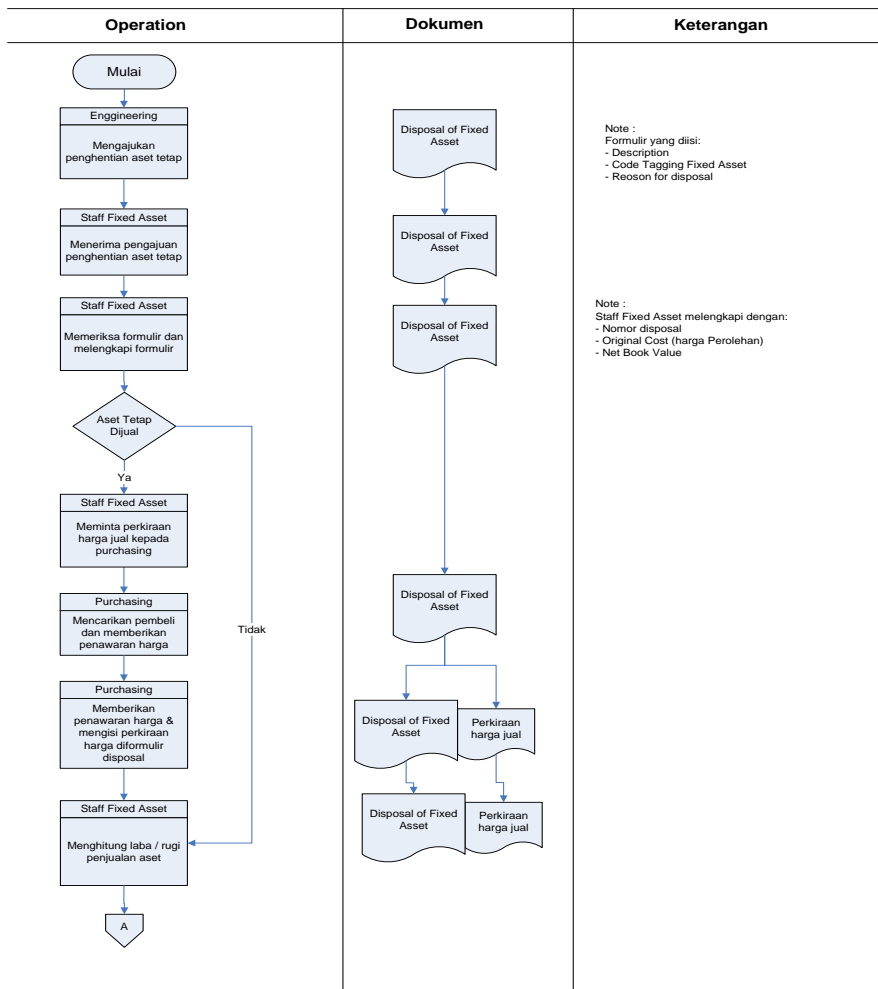 Operation
Dokumen
Keterangan
Mulai
Enggineering
Mengajukan
penghentian aset tetap
Disposal of Fixed
Asset
Note :
Formulir yang diisi:
- Description
- Code Tagging Fixed Asset
- Reoson for disposal
Staff Fixed Asset
Menerima pengajuan
penghentian aset tetap
Disposal of Fixed
Asset
Staff Fixed Asset
Memeriksa formulir dan
melengkapi formulir
Disposal of Fixed
Asset
Note :
Staff Fixed Asset melengkapi dengan:
- Nomor disposal
- Original Cost (harga Perolehan)
- Net Book Value
Aset Tetap
Dijual
Ya
Tidak
Staff Fixed Asset
Meminta perkiraan
harga jual kepada
purchasing
Purchasing
Mencarikan pembeli
dan memberikan
penawaran harga
Disposal of Fixed
Asset
Purchasing
Memberikan
penawaran harga &
mengisi perkiraan
harga diformulir
disposal
Disposal of Fixed
Asset
Perkiraan
harga jual
Staff Fixed Asset
Menghitung laba / rugi
penjualan aset
Disposal of Fixed
Asset
Perkiraan
harga jual
A